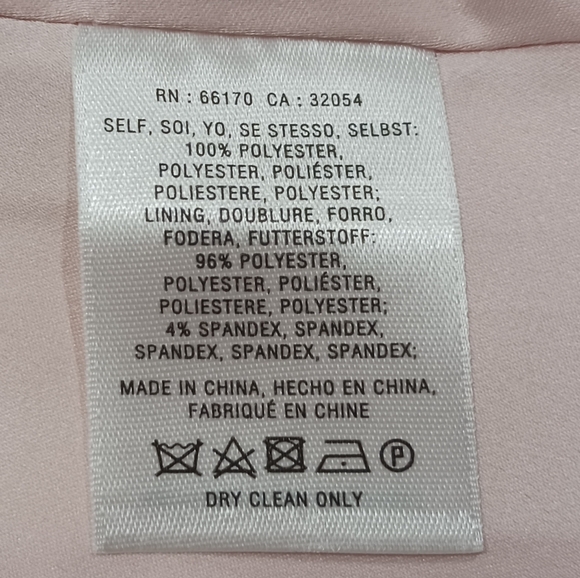 RN : 66170 CA : 32054
SELF, SOI, YO, SE STESSO, SELBST:
100% POLYESTER,
POLYESTER, POLIÉSTER,
POLIESTERE, POLYESTER;
LINING, DOUBLURE, FORRO,
FODERA, FUTTERSTOFF:
96% POLYESTER,
POLYESTER, POLIÉSTER,
POLIESTERE, POLYESTER;
4% SPANDEX, SPANDEX,
SPANDEX, SPANDEX, SPANDEX;
MADE IN CHINA, HECHO EN CHINA,
FABRIQUÉ EN CHINE
P
DRY CLEAN ONLY